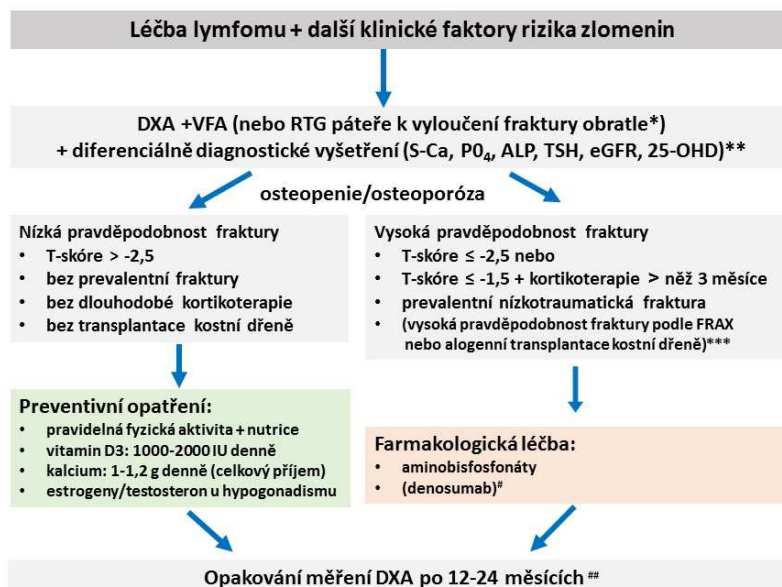 Léčba lymfomu + další klinické faktory rizika zlomenin
DXA +VFA (nebo RTG páteře k vyloučení fraktury obratle*)
+ diferenciálně diagnostické vyšetření (S-Ca, P0₄, ALP, TSH, eGFR, 25-OHD)**
osteopenie/osteoporóza
Nízká pravděpodobnost fraktury
• T-skóre > -2,5
• bez prevalentní fraktury
• bez dlouhodobé kortikoterapie
• bez transplantace kostní dřeně
Vysoká pravděpodobnost fraktury
• T-skóre ≤ -2,5 nebo
• T-skóre ≤ -1,5 + kortikoterapie > něž 3 měsíce
• prevalentní nízkotraumatická fraktura
• (vysoká pravděpodobnost fraktury podle FRAX
nebo alogenní transplantace kostní dřeně)***
Preventivní opatření:
• pravidelná fyzická aktivita + nutrice
• vitamin D3: 1000-2000 IU denně
• kalcium: 1-1,2 g denně (celkový příjem)
• estrogeny/testosteron u hypogonadismu
Farmakologická léčba:
• aminobisfosfonáty
• (denosumab)#
Opakování měření DXA po 12-24 měsících ##